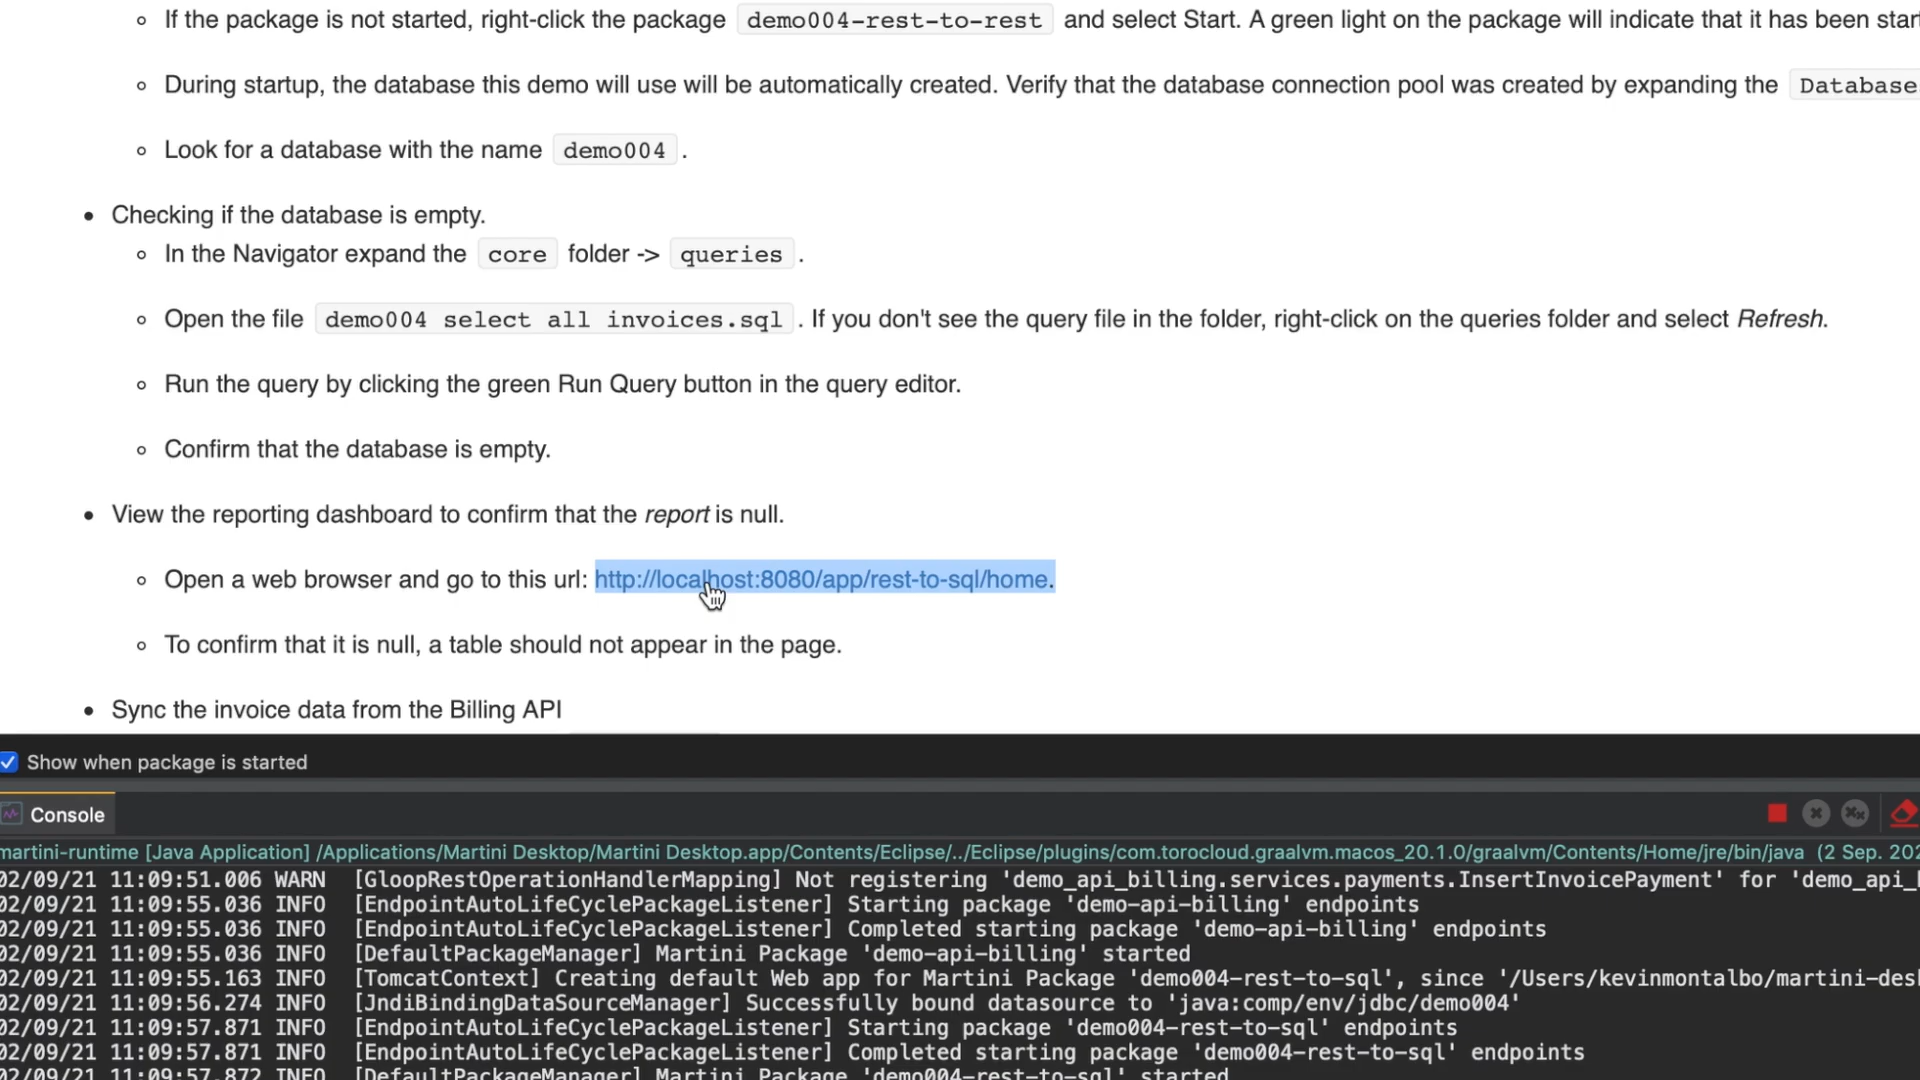 If the package is not started, right-click the package demo004-rest-to-rest and select Start. A green light on the package will indicate that it has been
During startup, the database this demo will use will be automatically created. Verify that the database connection pool was created by expanding the Database
Look for a database with the name demo004 .
Checking if the database is empty.
In the Navigator expand the core folder -> queries .
Open the file demo004 select all invoices.sql . If you don't see the query file in the folder, right-click on the queries folder and select Refresh.
Run the query by clicking the green Run Query button in the query editor.
Confirm that the database is empty.
View the reporting dashboard to confirm that the report is null.
Open a web browser and go to this url: http://localhost:8080/app/rest-to-sql/home.
To confirm that it is null, a table should not appear in the page.
Sync the invoice data from the Billing API
Show when package is started
Console
martini-runtime [Java Application] /Applications/Martini Desktop/Martini Desktop.app/Contents/Eclipse/../Eclipse/plugins/com.torocloud.graalvm.macos_20.1.0/graalvm/Contents/Home/jre/bin/java (2 Sep. 202
02/09/21 11:09:51.006 WARN [GloopRestOperationHandlerMapping] Not registering 'demo_api_billing.services.payments.InsertInvoicePayment' for 'demo_api_
02/09/21 11:09:55.036 INFO [EndpointAutoLifeCyclePackageListener] Starting package 'demo-api-billing' endpoints
02/09/21 11:09:55.036 INFO [EndpointAutoLifeCyclePackageListener] Completed starting package 'demo-api-billing' endpoints
02/09/21 11:09:55.036 INFO [DefaultPackageManager] Martini Package 'demo-api-billing' started
02/09/21 11:09:55.163 INFO [TomcatContext] Creating default Web app for Martini Package 'demo004-rest-to-sql', since '/Users/kevinmontalbo/martini-des
02/09/21 11:09:56.274 INFO [JndiBindingDataSourceManager] Successfully bound datasource to 'java:comp/env/jdbc/demo004'
02/09/21 11:09:57.871 INFO [EndpointAutoLifeCyclePackageListener] Starting package 'demo004-rest-to-sql' endpoints
02/09/21 11:09:57.871 INFO [EndpointAutoLifeCyclePackageListener] Completed starting package 'demo004-rest-to-sql' endpoints
02/09/21 11:09:57.872 INFO [DefaultPackageManager] Martini Package 'demo004-rest-to-sql' started